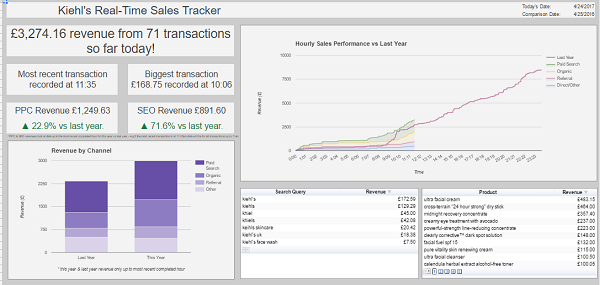 Kiehl's Real-Time Sales Tracker
Today's Date: 4/24/2017
Comparison Date: 4/25/2016
£3,274.16 revenue from 71 transactions
so far today!
Most recent transaction
recorded at 11:35
Biggest transaction
£168.75 recorded at 10:06
PPC Revenue £1,249.63
▲ 22.9% vs last year.
SEO Revenue £891.60
▲ 71.6% vs last year.
Hourly Sales Performance vs Last Year
Revenue (£)
10000
7500
5000
2500
0
Time
Last Year
Paid Search
Organic
Referral
Direct/Other
Revenue by Channel
Revenue (£)
3000
2250
1500
750
0
Last Year
This Year
Paid
Search
Organic
Referral
Other
* this year & last year revenue only up to most recent completed hour
Search Query Revenue
kiehl's £172.59
kiehls £129.29
khiel £45.00
khiels £42.08
keihls skincare £20.42
kiehl's uk £18.38
kiehl's face wash £7.50
Product Revenue
ultra facial cream £483.15
cross-terrain "24 hour strong" dry stick £464.00
midnight recovery concentrate £357.40
creamy eye treatment with avocado £237.00
powerful-strength line-reducing concentrate £223.00
clearly corrective™ dark spot solution £148.00
facial fuel spf 15 £132.00
pure vitality skin renewing cream £115.00
ultra facial cleanser £100.50
calendula herbal extract alcohol-free toner £100.05